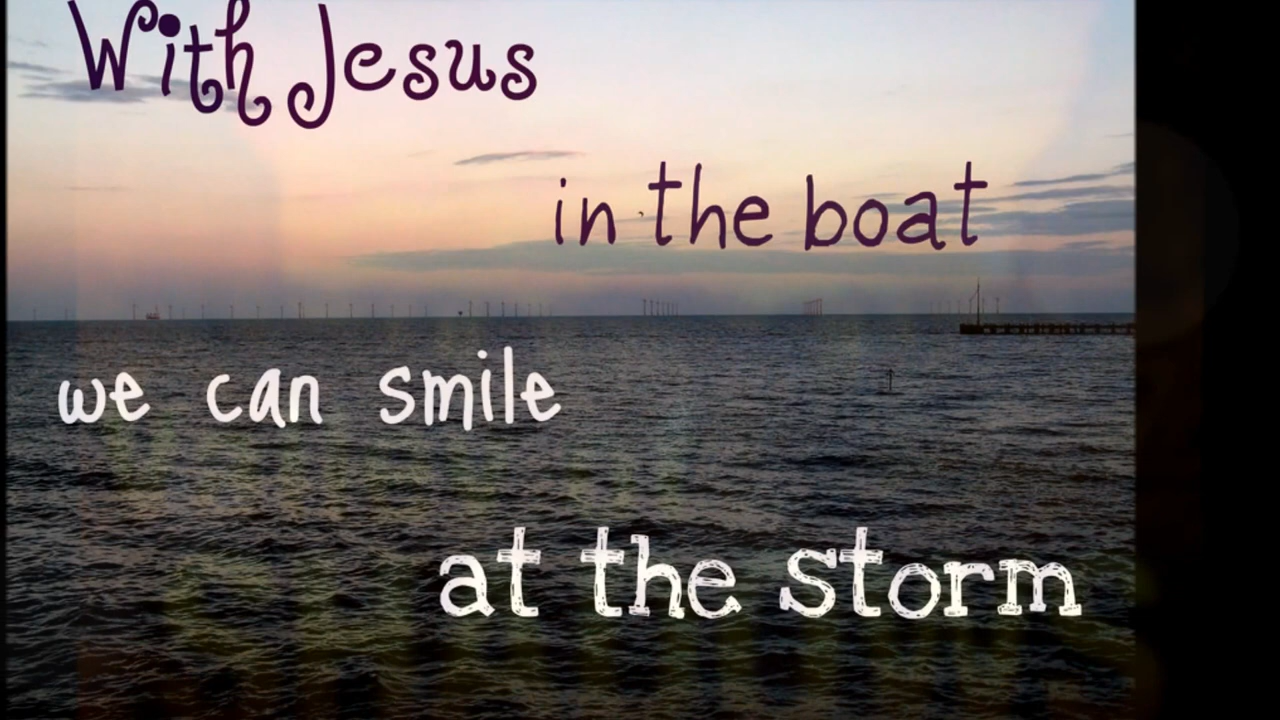 With Jesus
in the boat
we can smile
at the storm